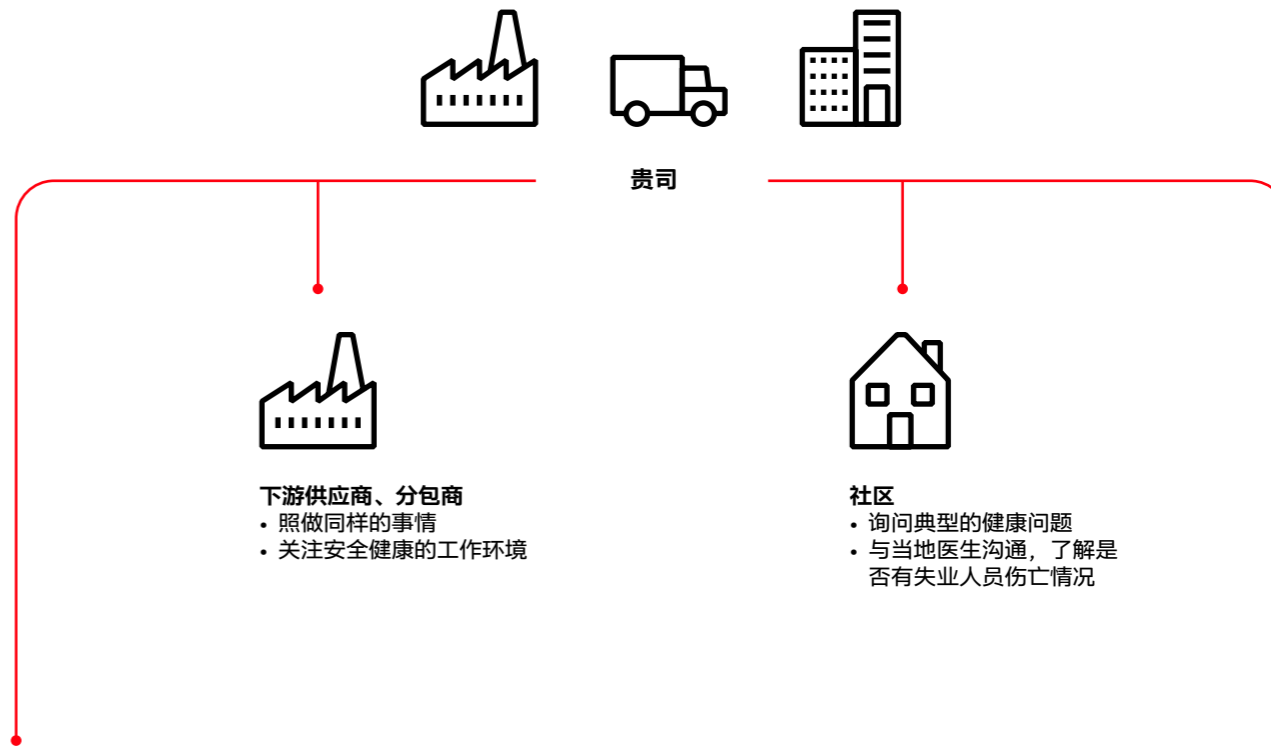 贵司
下游供应商、分包商
• 照做同样的事情
• 关注安全健康的工作环境
社区
• 询问典型的健康问题
• 与当地医生沟通，了解是
否有失业人员伤亡情况